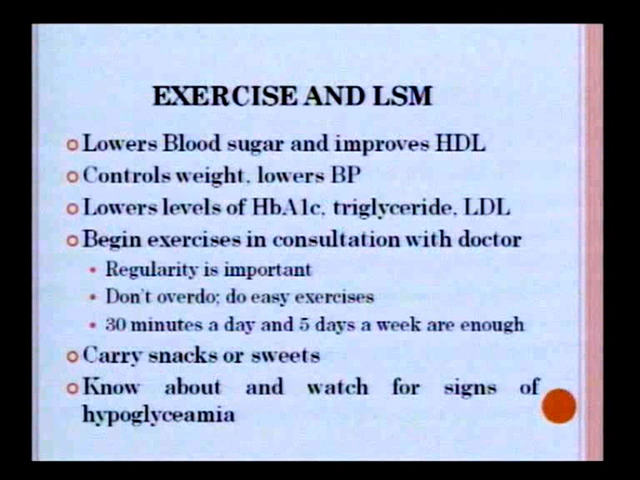 EXERCISE AND LSM
Lowers Blood sugar and improves HDL
Controls weight, lowers BP
Lowers levels of HbA1c, triglyceride, LDL
Begin exercises in consultation with doctor
Regularity is important
Don't overdo; do easy exercises
30 minutes a day and 5 days a week are enough
Carry snacks or sweets
Know about and watch for signs of
hypoglyceamia